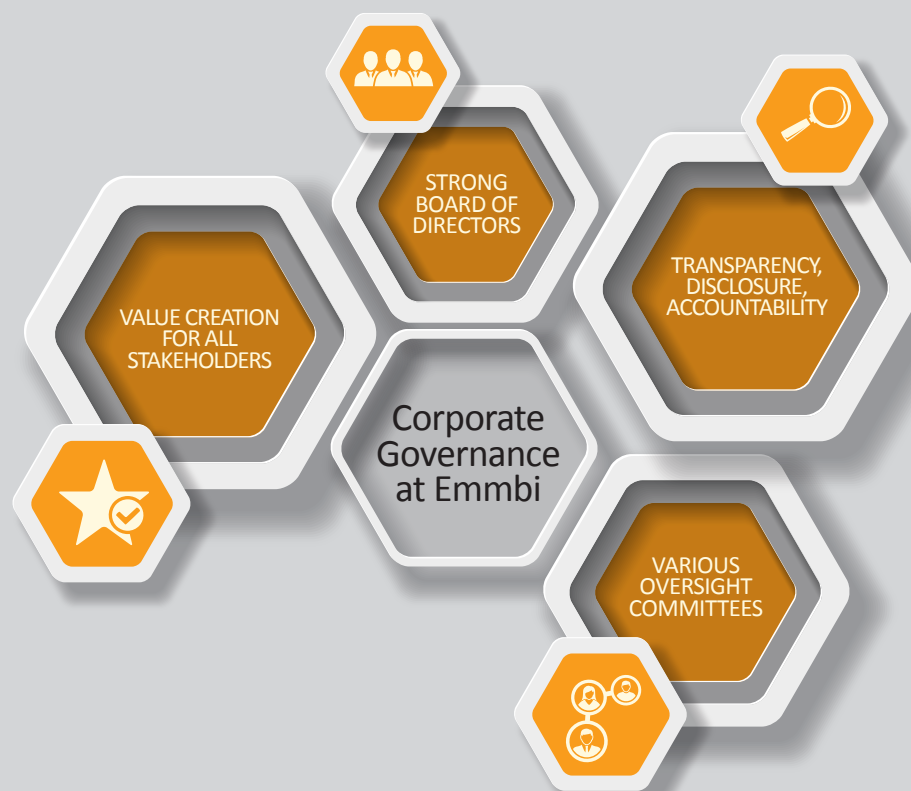 STRONG
BOARD OF
DIRECTORS
TRANSPARENCY,
DISCLOSURE,
ACCOUNTABILITY
VALUE CREATION
FOR ALL
STAKEHOLDERS
Corporate
Governance
at Emmbi
VARIOUS
OVERSIGHT
COMMITTEES